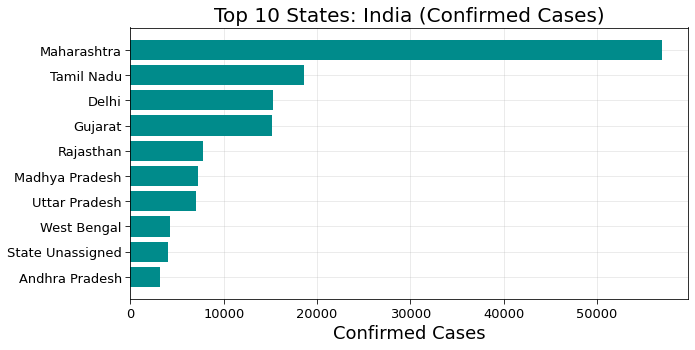 Top 10 States: India (Confirmed Cases)
Maharashtra
Tamil Nadu
Delhi
Gujarat
Rajasthan
Madhya Pradesh
Uttar Pradesh
West Bengal
State Unassigned
Andhra Pradesh
0 10000 20000 30000 40000 50000
Confirmed Cases